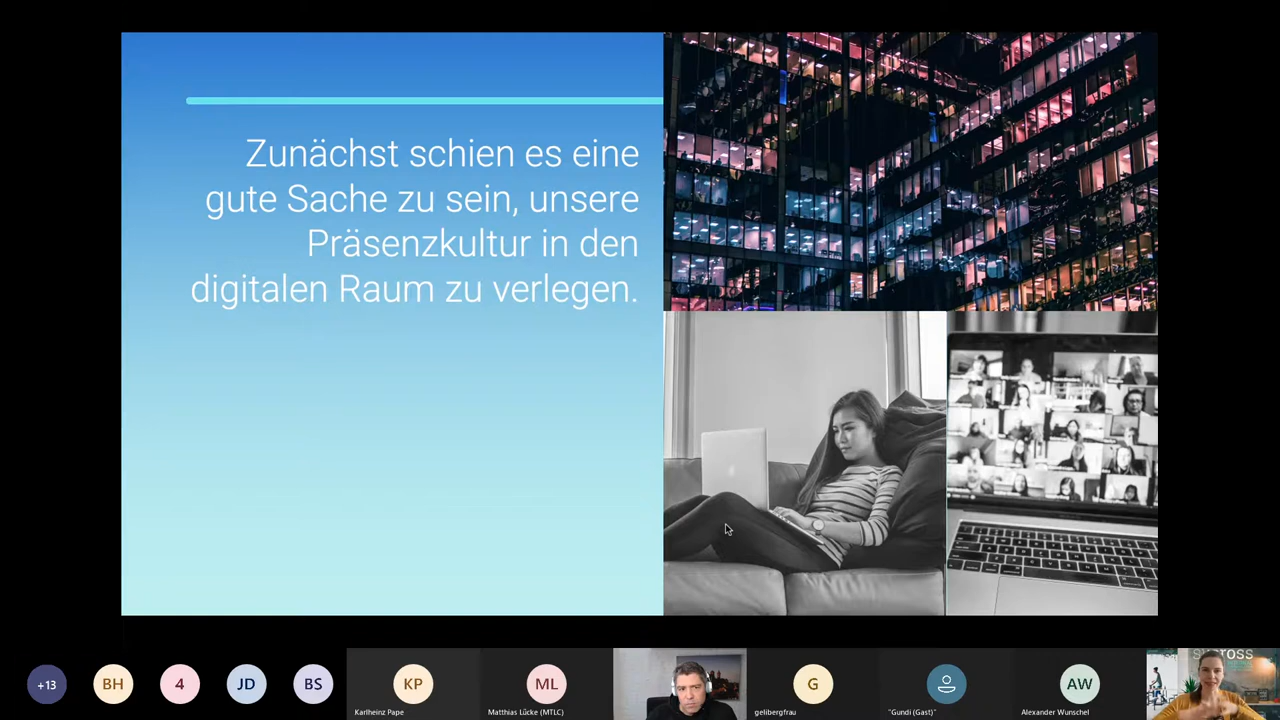 Zunächst schien es eine
gute Sache zu sein, unsere
Präsenzkultur in den
digitalen Raum zu verlegen.
+13
BH
4
JD
BS
KP
ML
G
AW
Karlheinz Pape
Matthias Lücke (MTLC)
gelibergfrau
"Gundi (Gast)"
Alexander Wunschel